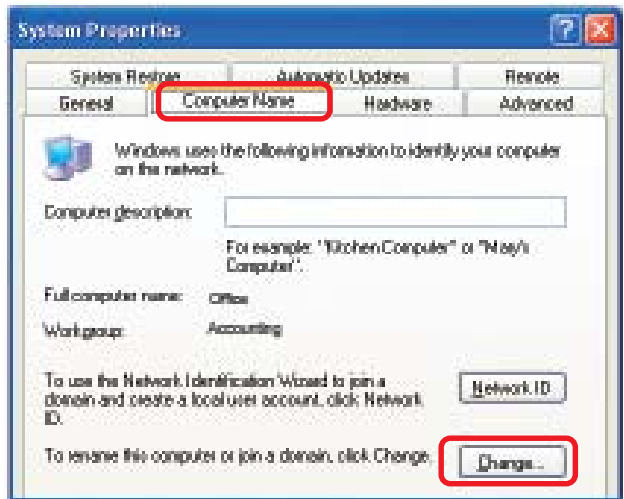 System Properties
System Restore Automatic Updates Remote
General Computer Name Hardware Advanced
Windows uses the following information to identify your computer
on the network.
Computer description:
For example: "Kitchen Computer" or "Mary's
Computer".
Full computer name: Office
Workgroup: Accounting
To use the Network Identification Wizard to join a
domain and create a local user account, click Network
ID.
Network ID
To rename this computer or join a domain, click Change.
Change...